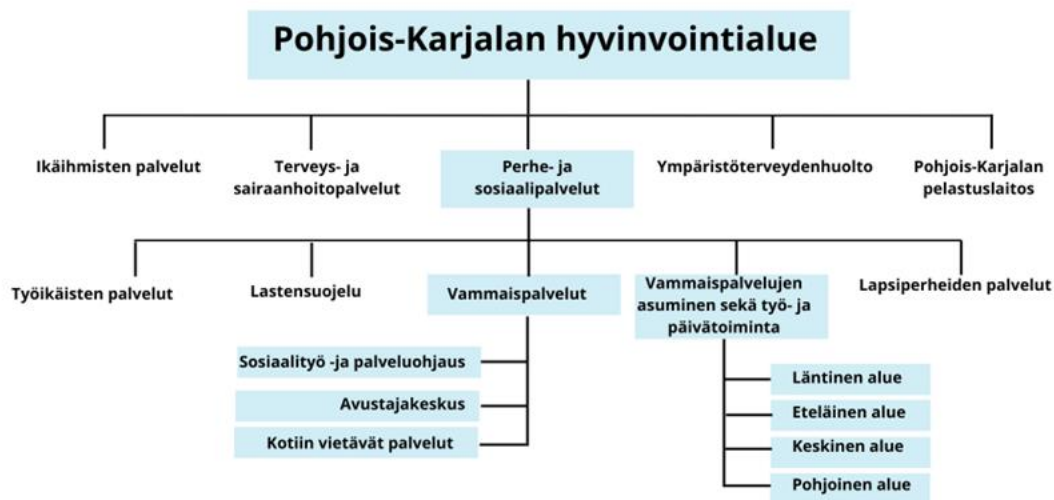 Pohjois-Karjalan hyvinvointialue
Ikäihmisten palvelut
Terveys- ja
sairaanhoitopalvelut
Perhe- ja
sosiaalipalvelut
Ympäristöterveydenhuolto
Pohjois-Karjalan
pelastuslaitos
Työikäisten palvelut
Lastensuojelu
Vammaispalvelut
Vammaispalvelujen
asuminen sekä työ- ja
päivätoiminta
Lapsiperheiden palvelut
Sosiaalityö -ja palveluohjaus
Avustajakeskus
Kotiin vietävät palvelut
Läntinen alue
Eteläinen alue
Keskinen alue
Pohjoinen alue